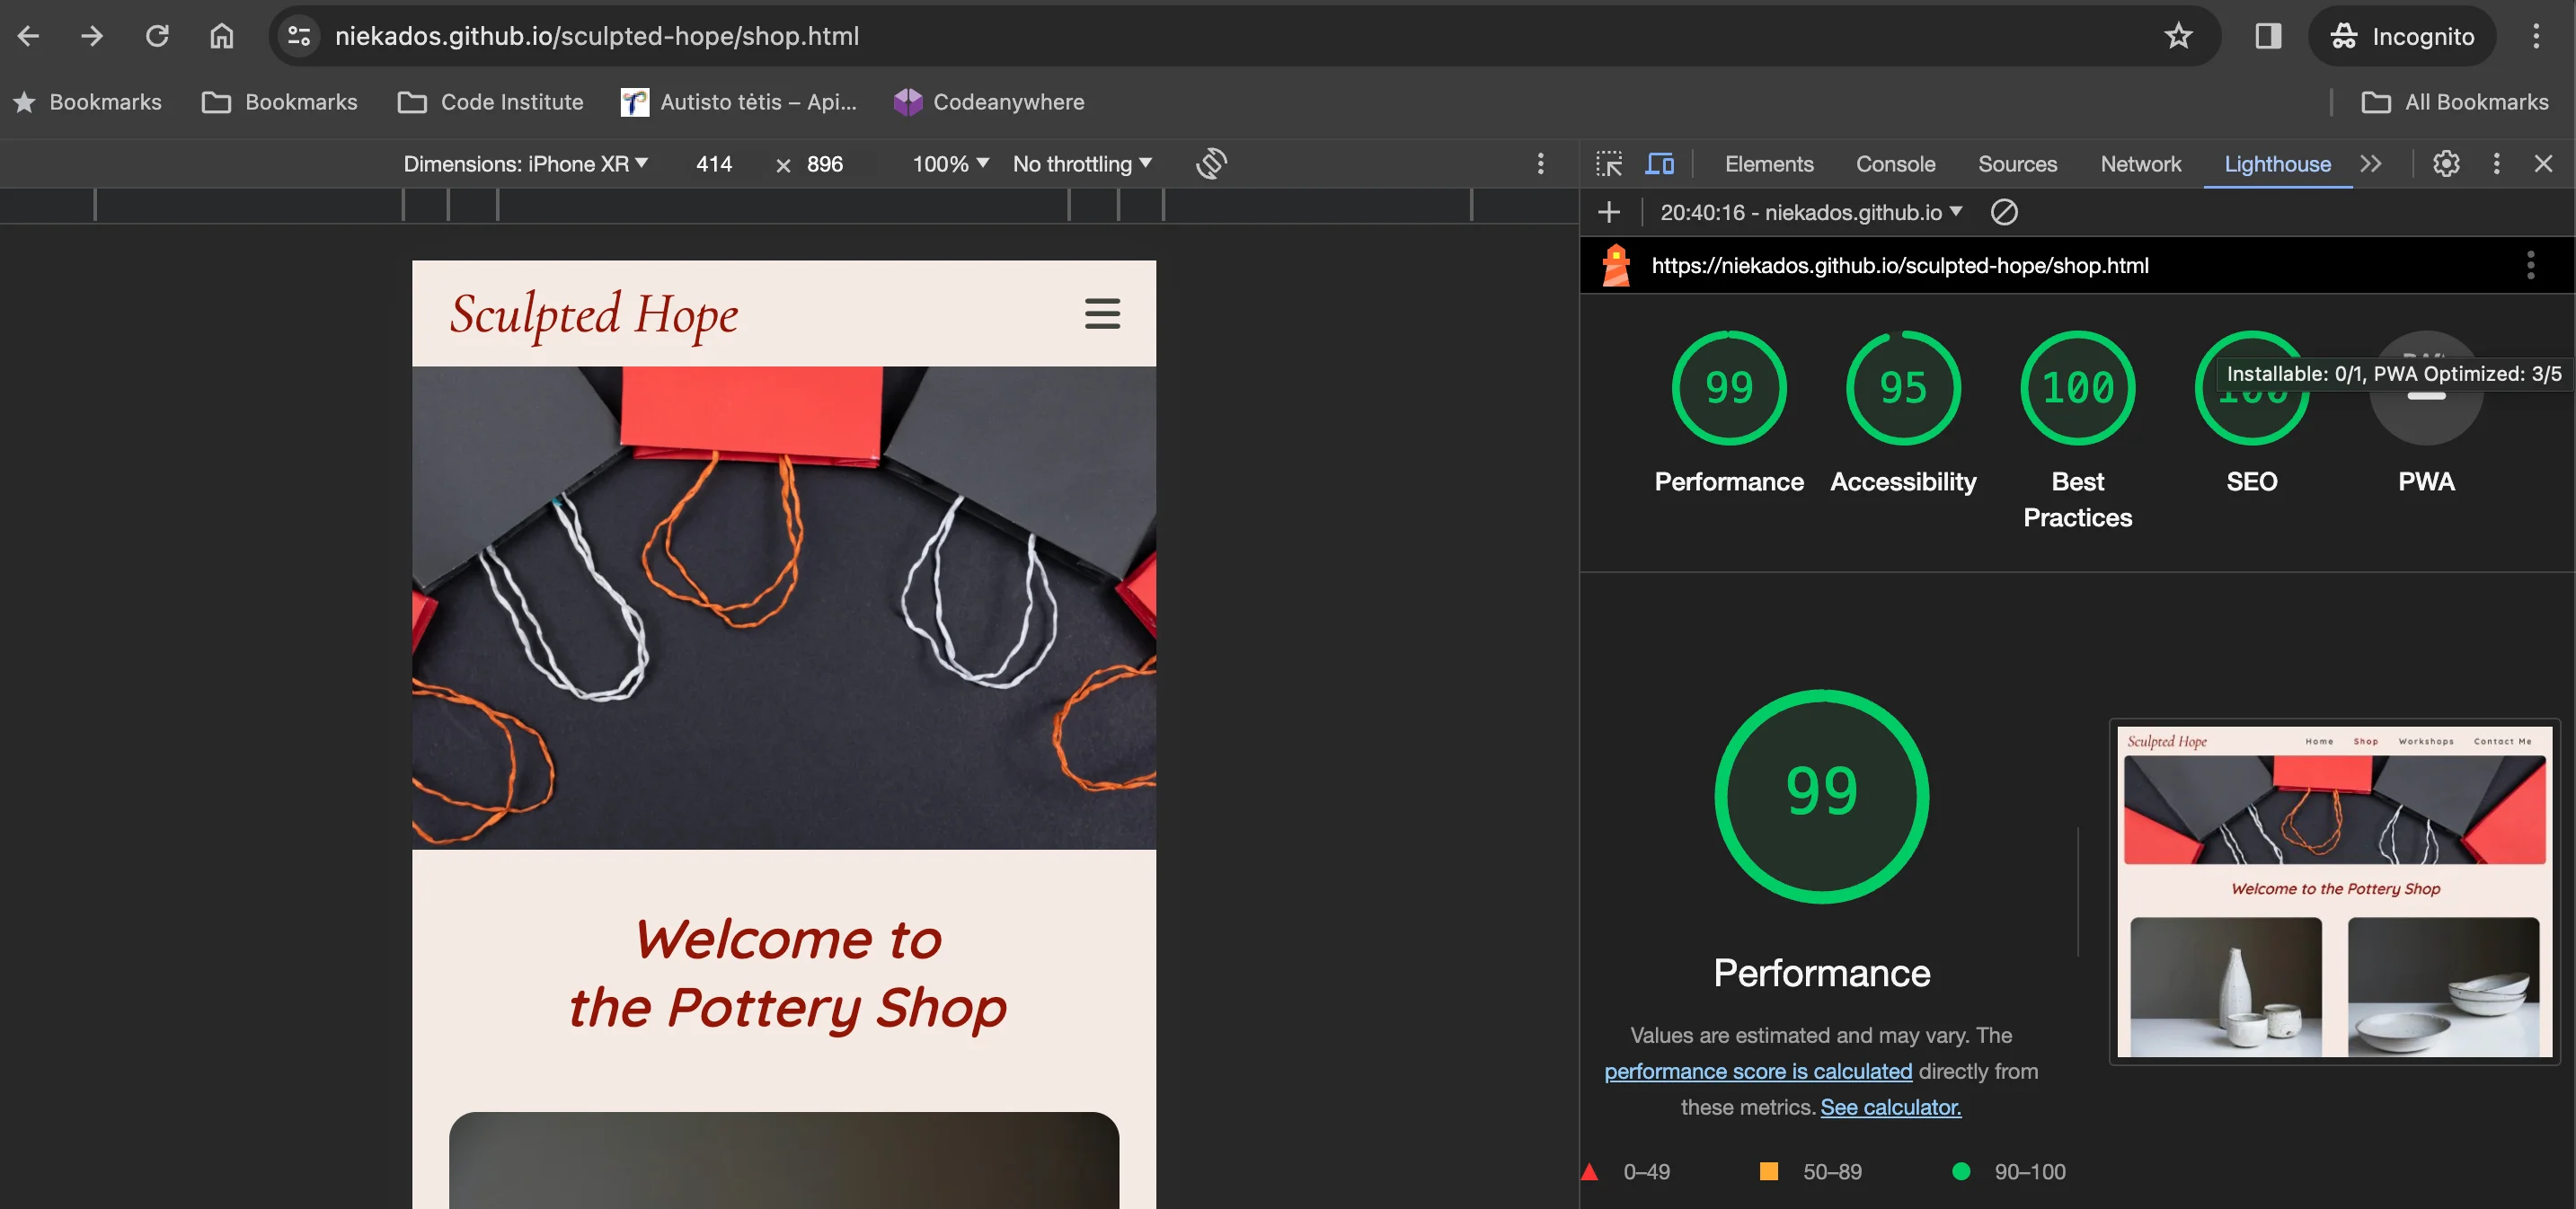 niekados.github.io/sculpted-hope/shop.html
Incognito
Bookmarks
Bookmarks
Code Institute
Autisto tėtis – Api...
Codeanywhere
All Bookmarks
Dimensions: iPhone XR
414 × 896
100%
No throttling
Elements
Console
Sources
Network
Lighthouse
20:40:16 - niekados.github.io
https://niekados.github.io/sculpted-hope/shop.html
Sculpted Hope
Welcome to
the Pottery Shop
99
95
100
100
Installable: 0/1, PWA Optimized: 3/5
Performance
Accessibility
Best
Practices
SEO
PWA
99
Performance
Values are estimated and may vary. The
performance score is calculated directly from
these metrics. See calculator.
0–49
50–89
90–100
Sculpted Hope
Home
Shop
Workshops
Contact Me
Welcome to the Pottery Shop